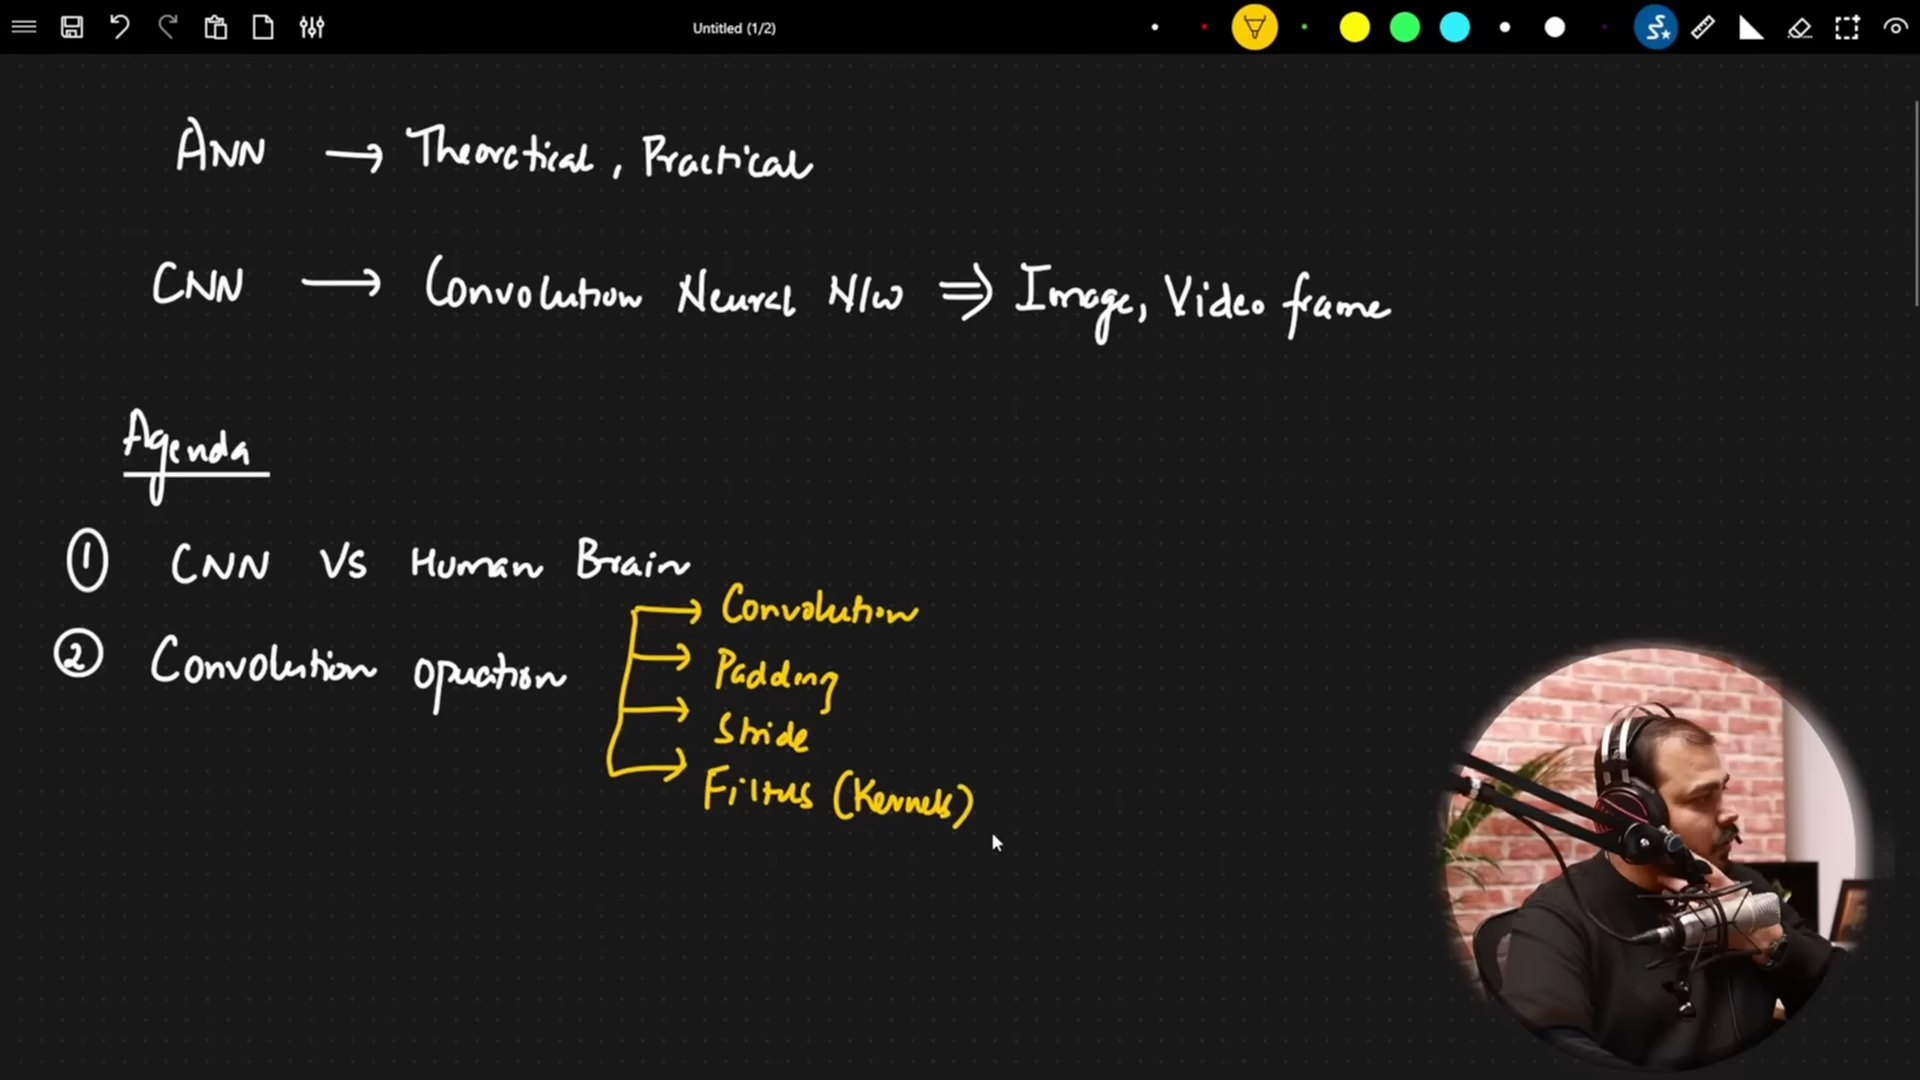 Untitled (1/2)
ANN → Theoretical, Practical
CNN → Convolution Neural N/W ⇒ Image, Video frame
Agenda
① CNN Vs Human Brain
② Convolution operation
→ Convolution
→ Padding
→ Stride
→ Filters (Kernels)